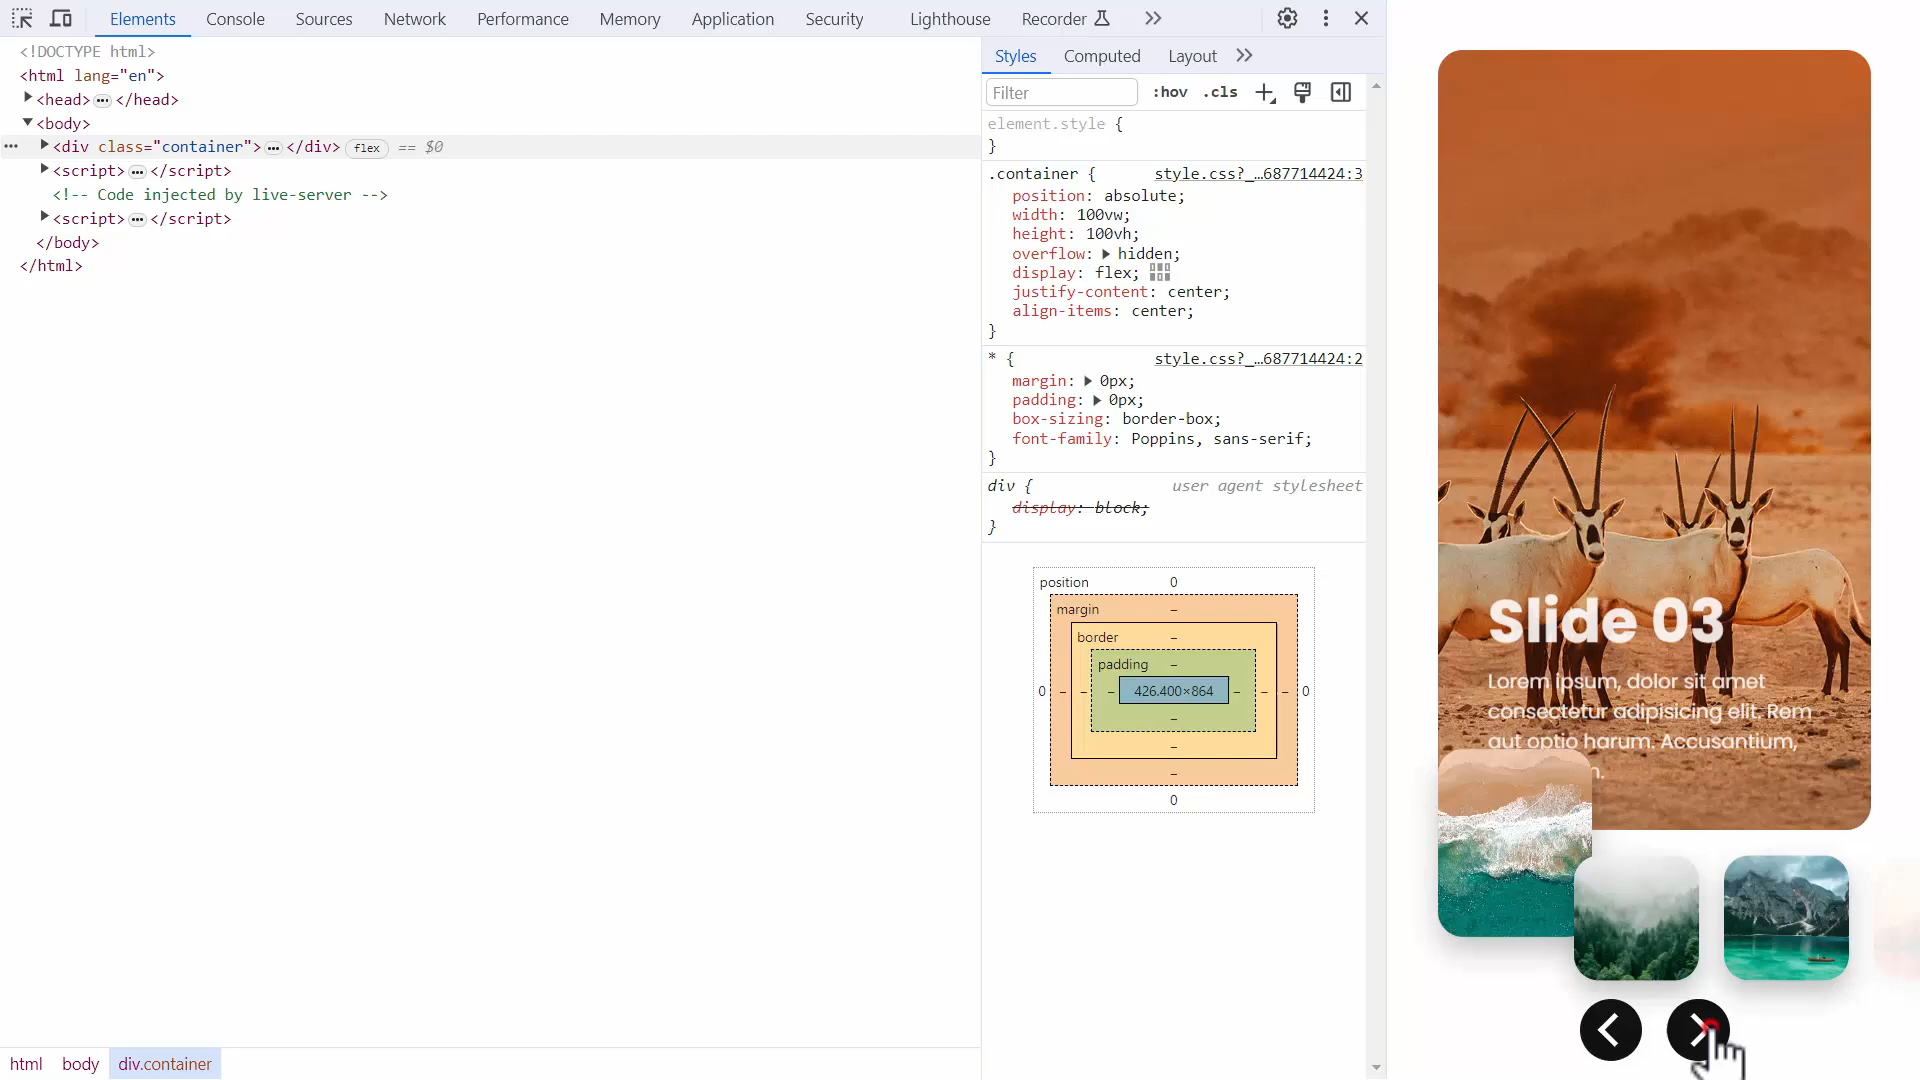 Elements Console Sources Network Performance Memory Application Security Lighthouse Recorder
<!DOCTYPE html>
<html lang="en">
<head> ••• </head>
<body>
••• <div class="container"> ••• </div> flex == $0
<script> ••• </script>
<!-- Code injected by live-server -->
<script> ••• </script>
</body>
</html>
html body div.container
Styles Computed Layout
Filter :hov .cls
element.style {
}
.container { style.css?_…687714424:3
position: absolute;
width: 100vw;
height: 100vh;
overflow: hidden;
display: flex;
justify-content: center;
align-items: center;
}
* { style.css?_…687714424:2
margin: 0px;
padding: 0px;
box-sizing: border-box;
font-family: Poppins, sans-serif;
}
div { user agent stylesheet
display: block;
}
position 0
margin –
border –
padding –
0 – – – 426.400×864 – – – 0
–
–
–
0
Slide 03
Lorem ipsum, dolor sit amet
consectetur adipisicing elit. Rem
aut optio harum. Accusantium,